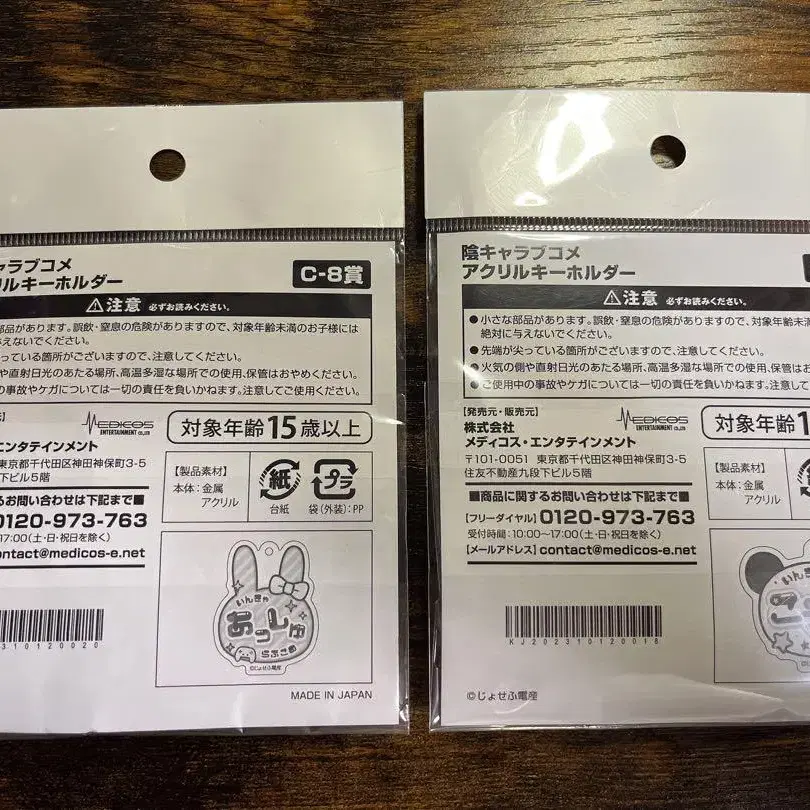 ャラブコメ
ルキーホルダー
C-8賞
注意 必ずお読みください。
部品があります。誤飲・窒息の危険がありますので、対象年齢未満のお子様には
えないでください。
っている箇所がございますので、注意してください。
や直射日光のあたる場所、高温多湿な場所での使用、保管はおやめください。
の事故やケガについては一切の責任を負いかねます。注意してご使用ください。
MEDICOS
ENTERTAINMENT CO.,LTD
エンタテインメント
東京都千代田区神田神保町3-5
下ビル5階
るお問い合わせは下記まで■
0120-973-763
17:00(土・日・祝日を除く)
contact@medicos-e.net
対象年齢15歳以上
【製品素材】
本体:金属
アクリル
紙
台紙
プラ
袋(外装):PP
いんきゃ
あっしゅ
らぶこめ
©じょせふ電産
310120020
MADE IN JAPAN
陰キャラブコメ
アクリルキーホルダー
注意 必ずお読みください。
●小さな部品があります。誤飲・窒息の危険がありますので、対象年齢未満
絶対に与えないでください。
●先端が尖っている箇所がございますので、注意してください。
●火気の側や直射日光のあたる場所、高温多湿な場所での使用、保管はお
●ご使用中の事故やケガについては一切の責任を負いかねます。注意して
【発売元・販売元】
株式会社
メディコス・エンタテインメント
MEDICOS
ENTERTAINMENT CO.,LTD
〒101-0051 東京都千代田区神田神保町3-5
住友不動産九段下ビル5階
■商品に関するお問い合わせは下記まで■
【フリーダイヤル】0120-973-763
受付時間:10:00〜17:00(土・日・祝日を除く)
【メールアドレス】contact@medicos-e.net
対象年齢1
【製品素材】
本体:金属
アクリル
KJ202310120016
©じょせふ電産